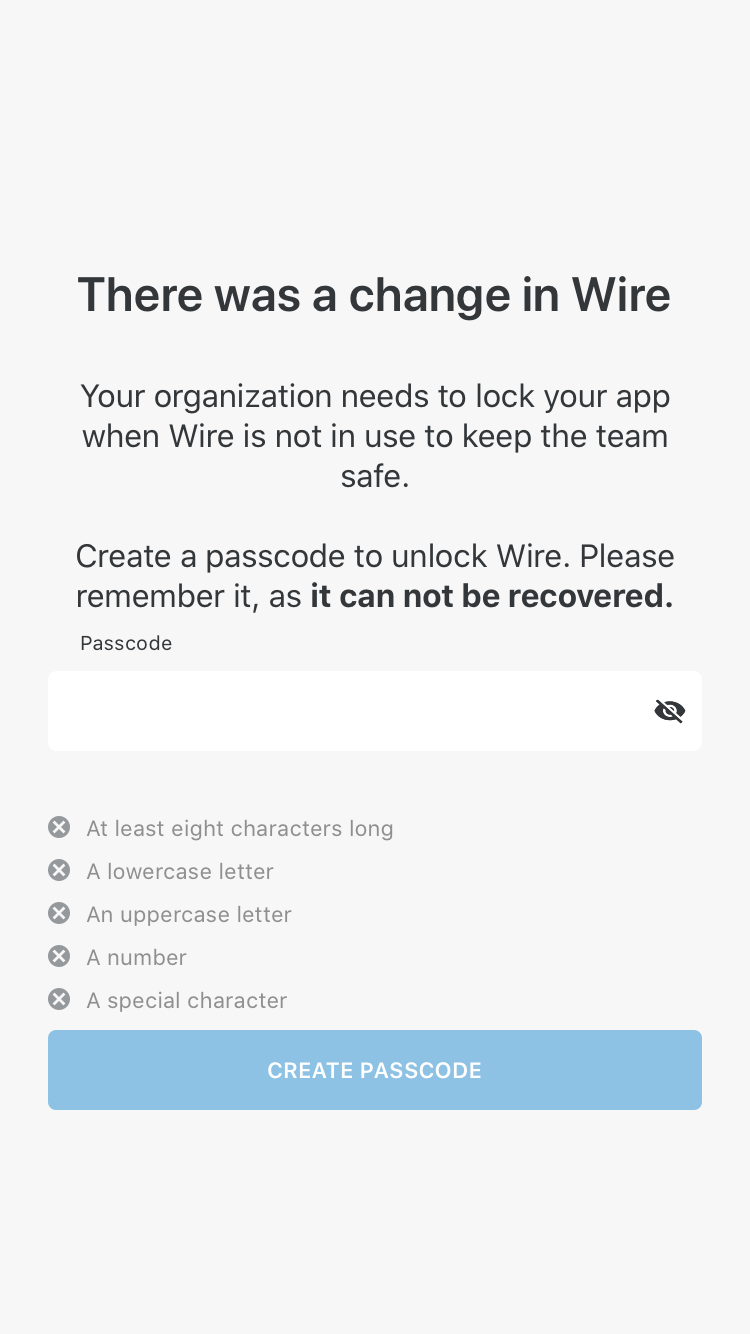 There was a change in Wire
Your organization needs to lock your app
when Wire is not in use to keep the team
safe.
Create a passcode to unlock Wire. Please
remember it, as it can not be recovered.
Passcode
At least eight characters long
A lowercase letter
An uppercase letter
A number
A special character
CREATE PASSCODE